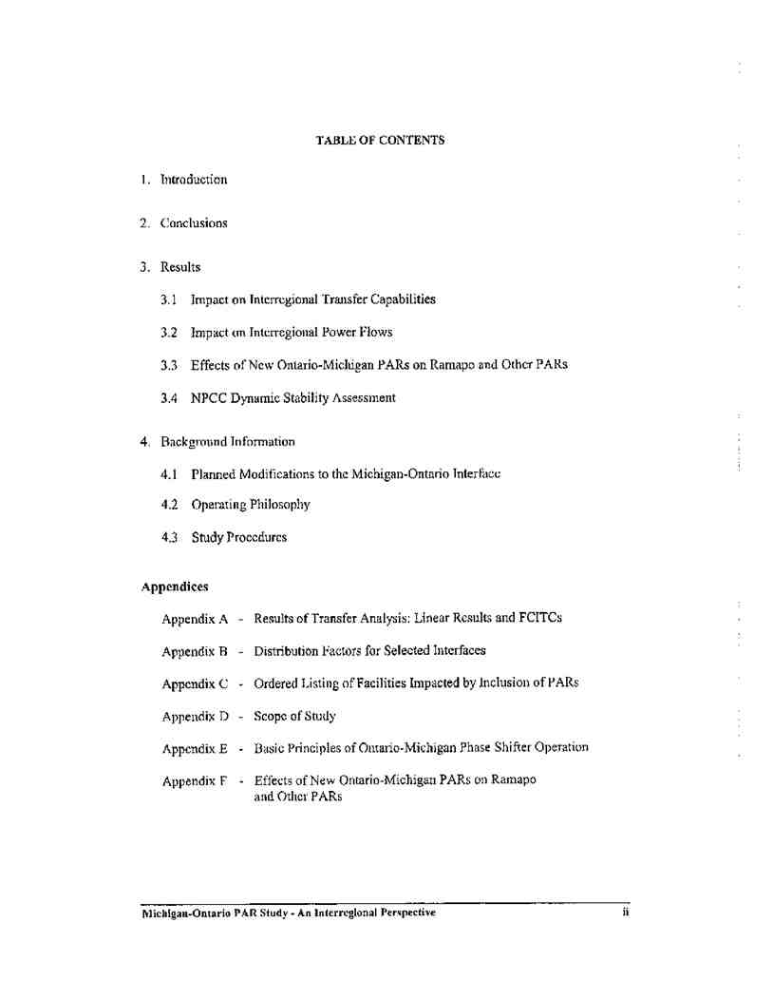 TABLE OF CONTENTS
1. Introduction
2. Conclusions
3. Results
3.1 Impact on Interregional Transfer Capabilities
3.2 Impact on Interregional Power Flows
3.3 Effects of New Ontario-Michigan PARs on Ramapo and Other PARs
3.4 NPCC Dynamic Stability Assessment
4. Background Information
4.1 Planned Modifications to the Michigan-Ontario Interface
4.2 Operating Philosophy
4.3 Study Procedures
Appendices
Appendix A - Results of Transfer Analysis: Linear Results and FCITCs
Appendix B - Distribution Factors for Selected Interfaces
Appendix C - Ordered Listing of Facilities Impacted by Inclusion of PARs
Appendix D - Scope of Study
Appendix E - Basic Principles of Ontario-Michigan Phase Shifter Operation
Appendix F - Effects of New Ontario-Michigan PARs on Ramapo
and Other PARs
Michigan-Ontario PAR Study - An Interregional Perspective ii